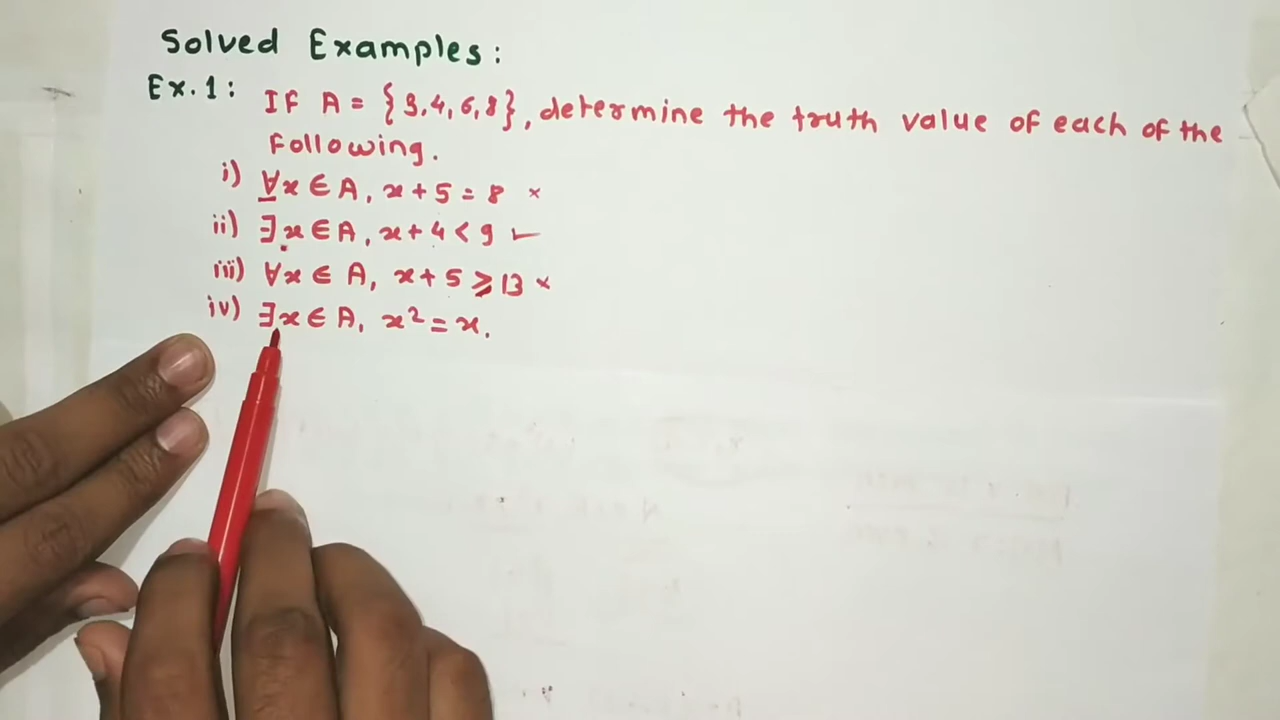 Solved Examples:
Ex.1: If A = {3,4,6,8}, determine the truth value of each of the
following.
i) ∀x ∈ A, x + 5 = 8 ×
ii) ∃x ∈ A, x + 4 < 9 ✓
iii) ∀x ∈ A, x + 5 ≥ 13 ×
iv) ∃x ∈ A, x² = x.